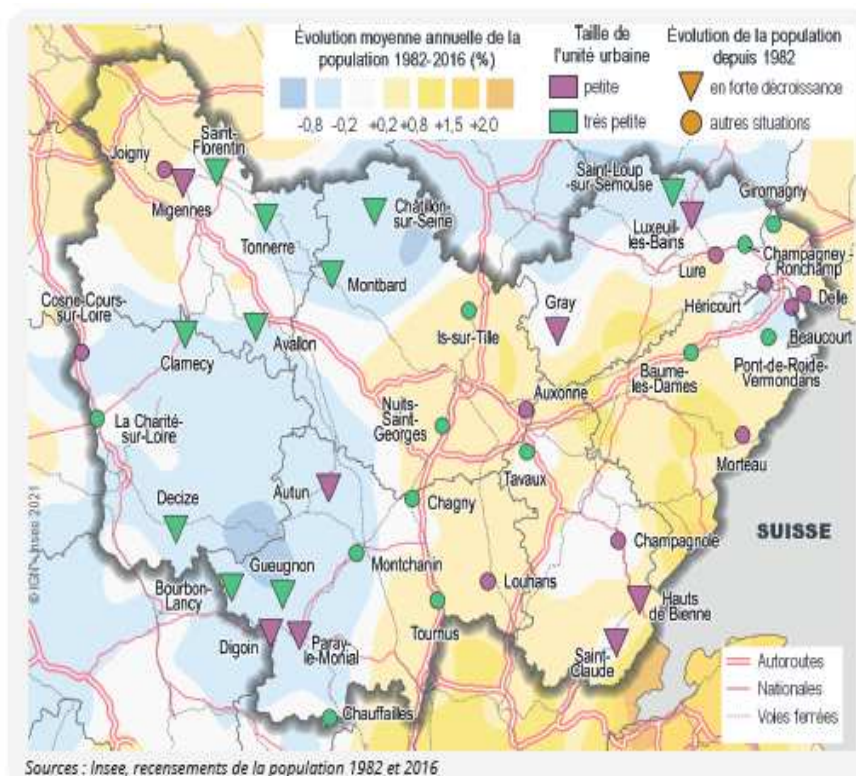 Évolution moyenne annuelle de la
population 1982-2016 (%)
-0,8 -0,2 +0,2 +0,8 +1,5 +2,0
Taille de
l'unité urbaine
petite
très petite
Évolution de la population
depuis 1982
en forte décroissance
autres situations
Joigny
Saint-
Florentin
Migennes
Tonnerre
Châtillon-
sur-Seine
Montbard
Saint-Loup
-sur-Semouse
Giromagny
Luxeuil
-les-Bains
Lure
Champagney -
Ronchamp
Héricourt
Delle
Beaucourt
Pont-de-Roide-
Vermondans
Cosne-Cours-
sur-Loire
Clamecy
Avallon
Is-sur-Tille
Gray
Baume-
les-Dames
La Charité-
sur-Loire
Nuits-
Saint-
Georges
Auxonne
Tavaux
Morteau
Decize
Autun
Chagny
Champagnole
SUISSE
Bourbon-
Lancy
Gueugnon
Montchanin
Louhans
Hauts
de Bienne
Digoin
Paray-
le-Monial
Tournus
Saint-
Claude
Chauffailles
Autoroutes
Nationales
Voies ferrées
© IGN - Insee 2021
Sources : Insee, recensements de la population 1982 et 2016